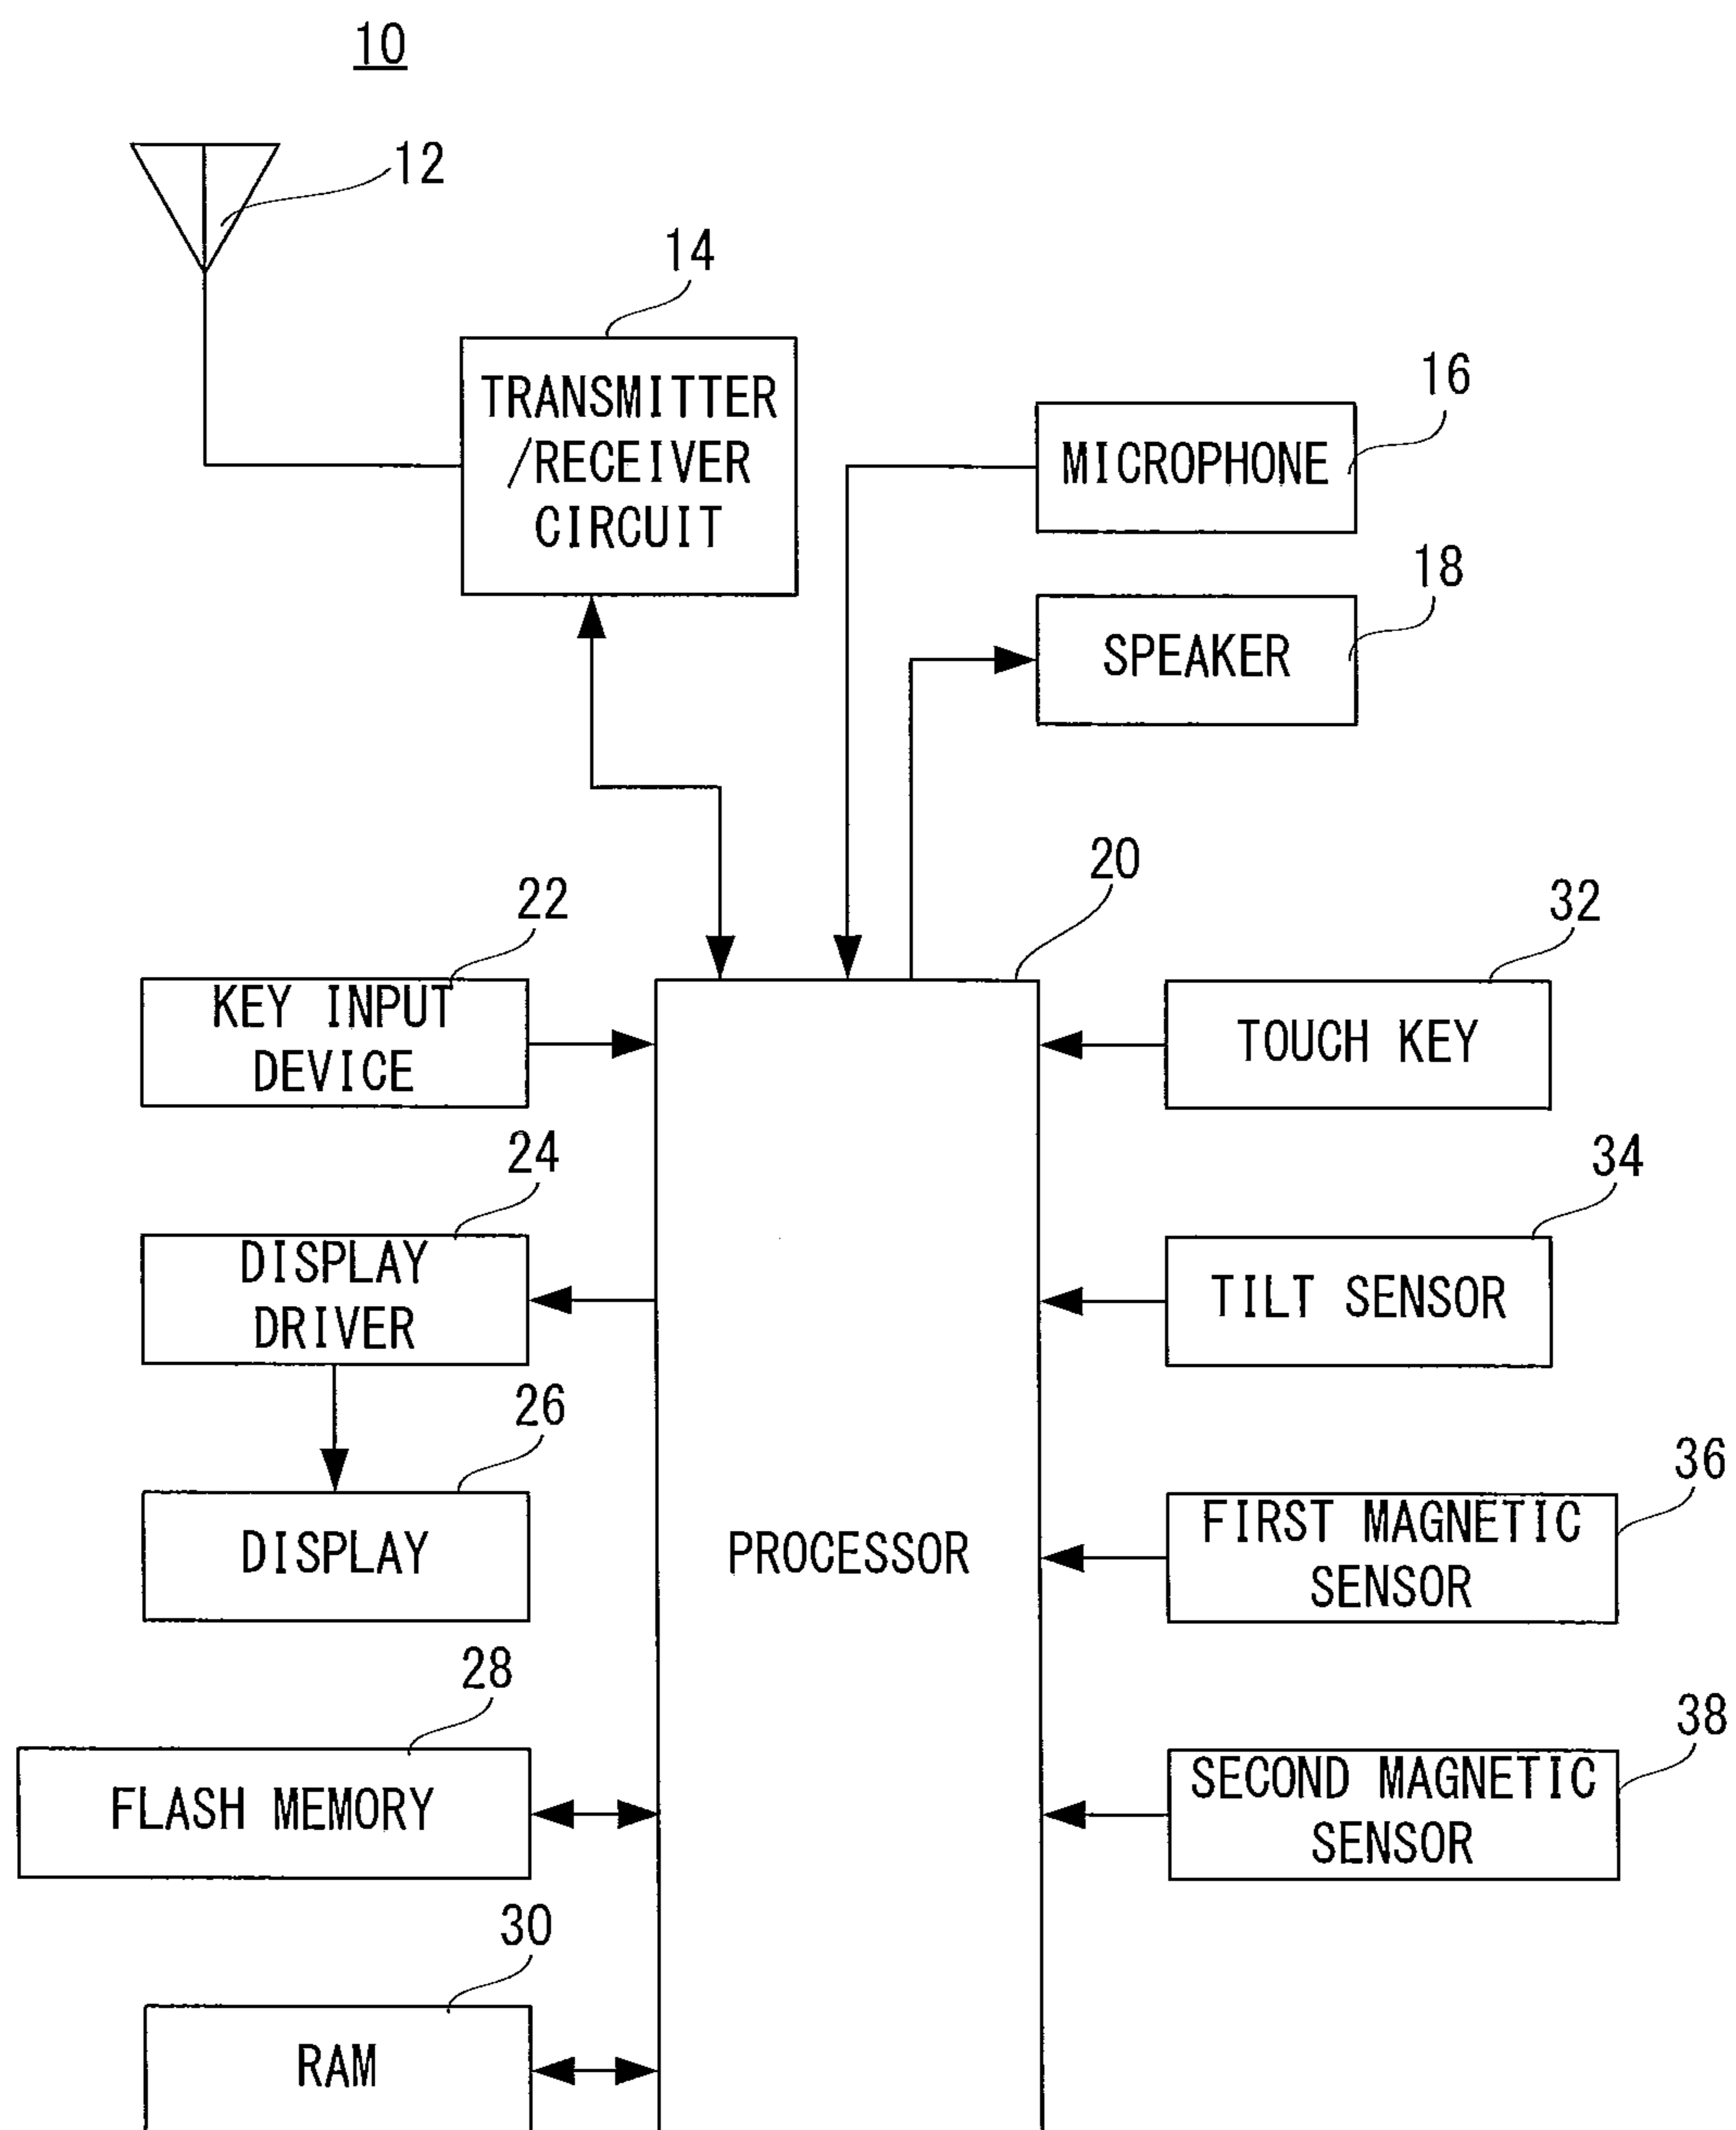 10
12
14
TRANSMITTER
/RECEIVER
CIRCUIT
16
MICROPHONE
18
SPEAKER
20
22
KEY INPUT
DEVICE
32
TOUCH KEY
24
DISPLAY
DRIVER
34
TILT SENSOR
26
DISPLAY
PROCESSOR
36
FIRST MAGNETIC
SENSOR
28
FLASH MEMORY
38
SECOND MAGNETIC
SENSOR
30
RAM